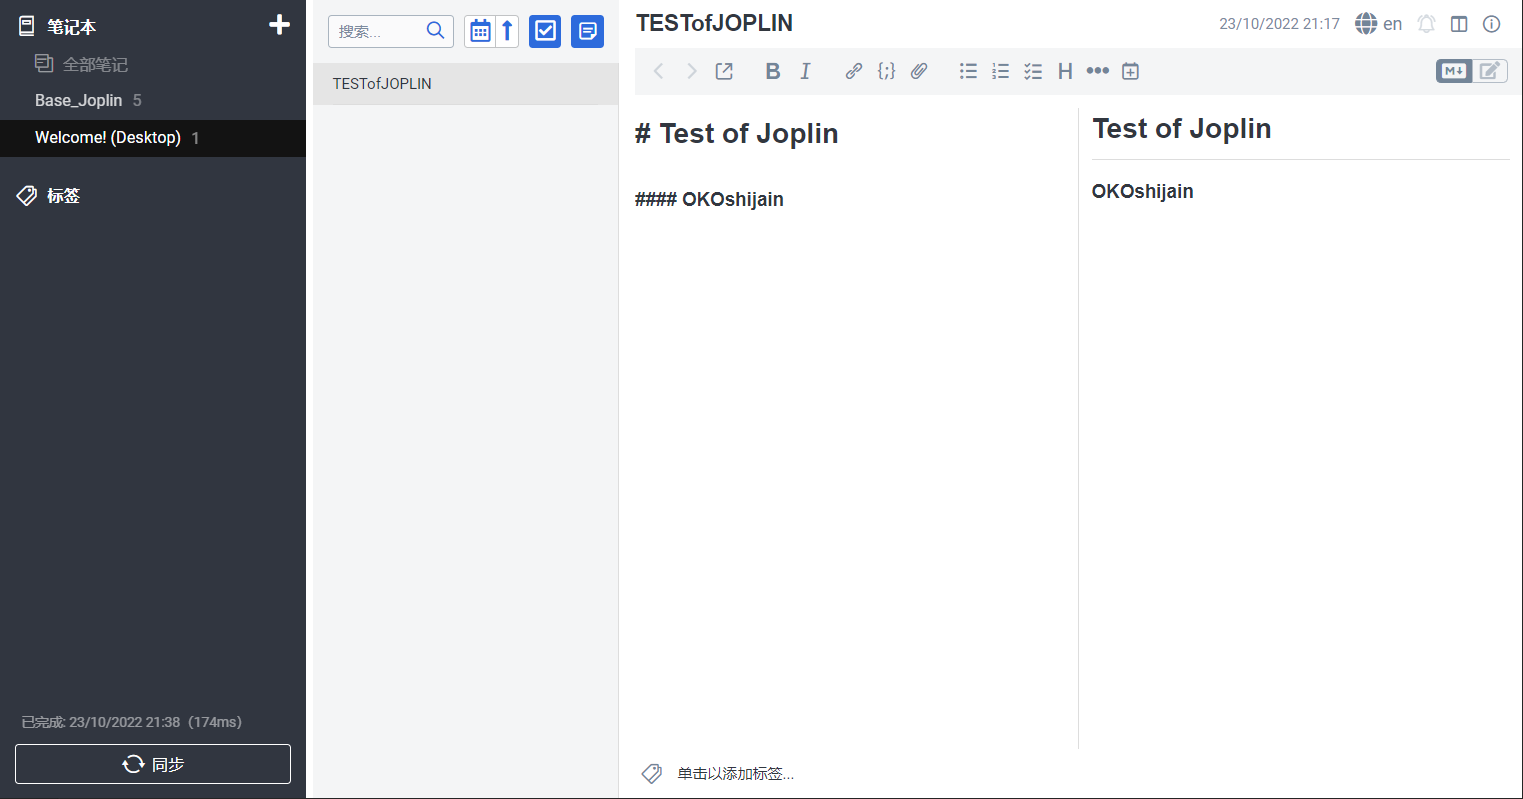 笔记本
全部笔记
Base_Joplin 5
Welcome! (Desktop) 1
标签
已完成: 23/10/2022 21:38 (174ms)
同步
搜索...
TESTofJOPLIN
TESTofJOPLIN
23/10/2022 21:17
en
B I {;} H
M↓
# Test of Joplin
#### OKOshijain
Test of Joplin
OKOshijain
单击以添加标签...